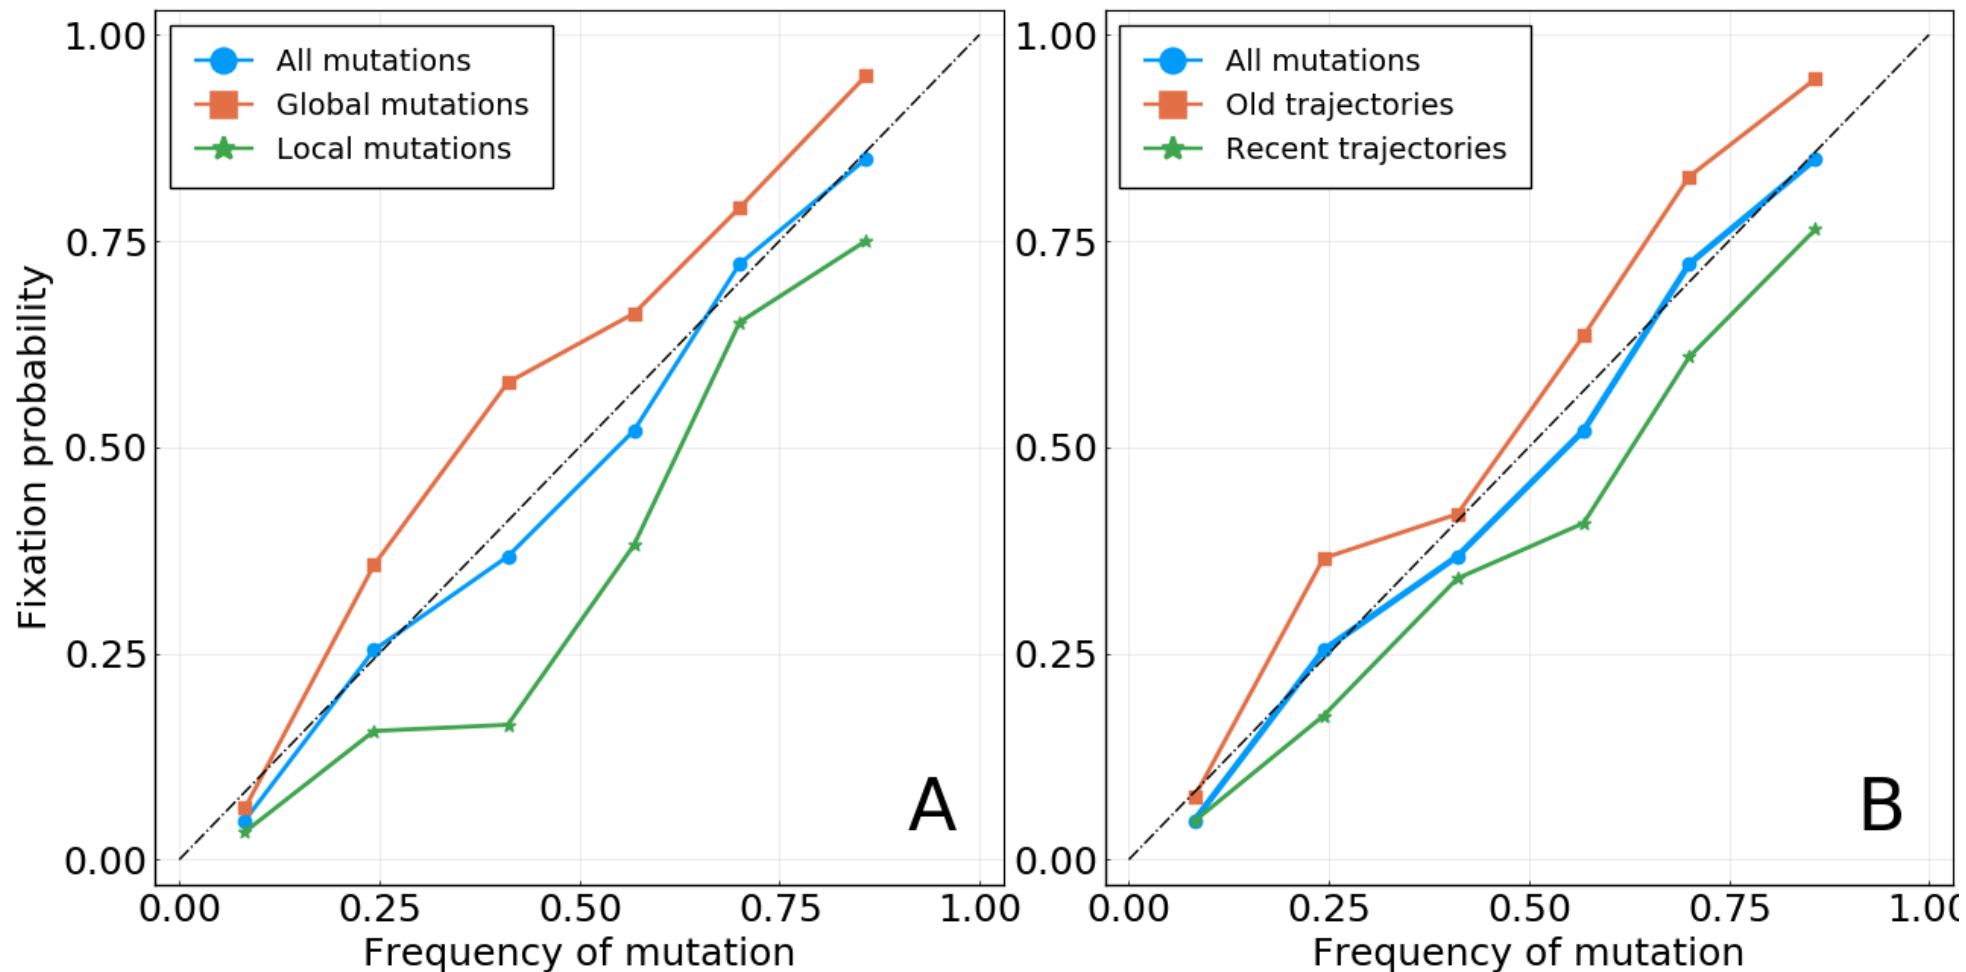 1.00
0.75
0.50
0.25
0.00
Fixation probability
All mutations
Global mutations
Local mutations
A
0.00 0.25 0.50 0.75 1.00
Frequency of mutation
1.00
0.75
0.50
0.25
0.00
All mutations
Old trajectories
Recent trajectories
B
0.00 0.25 0.50 0.75 1.00
Frequency of mutation